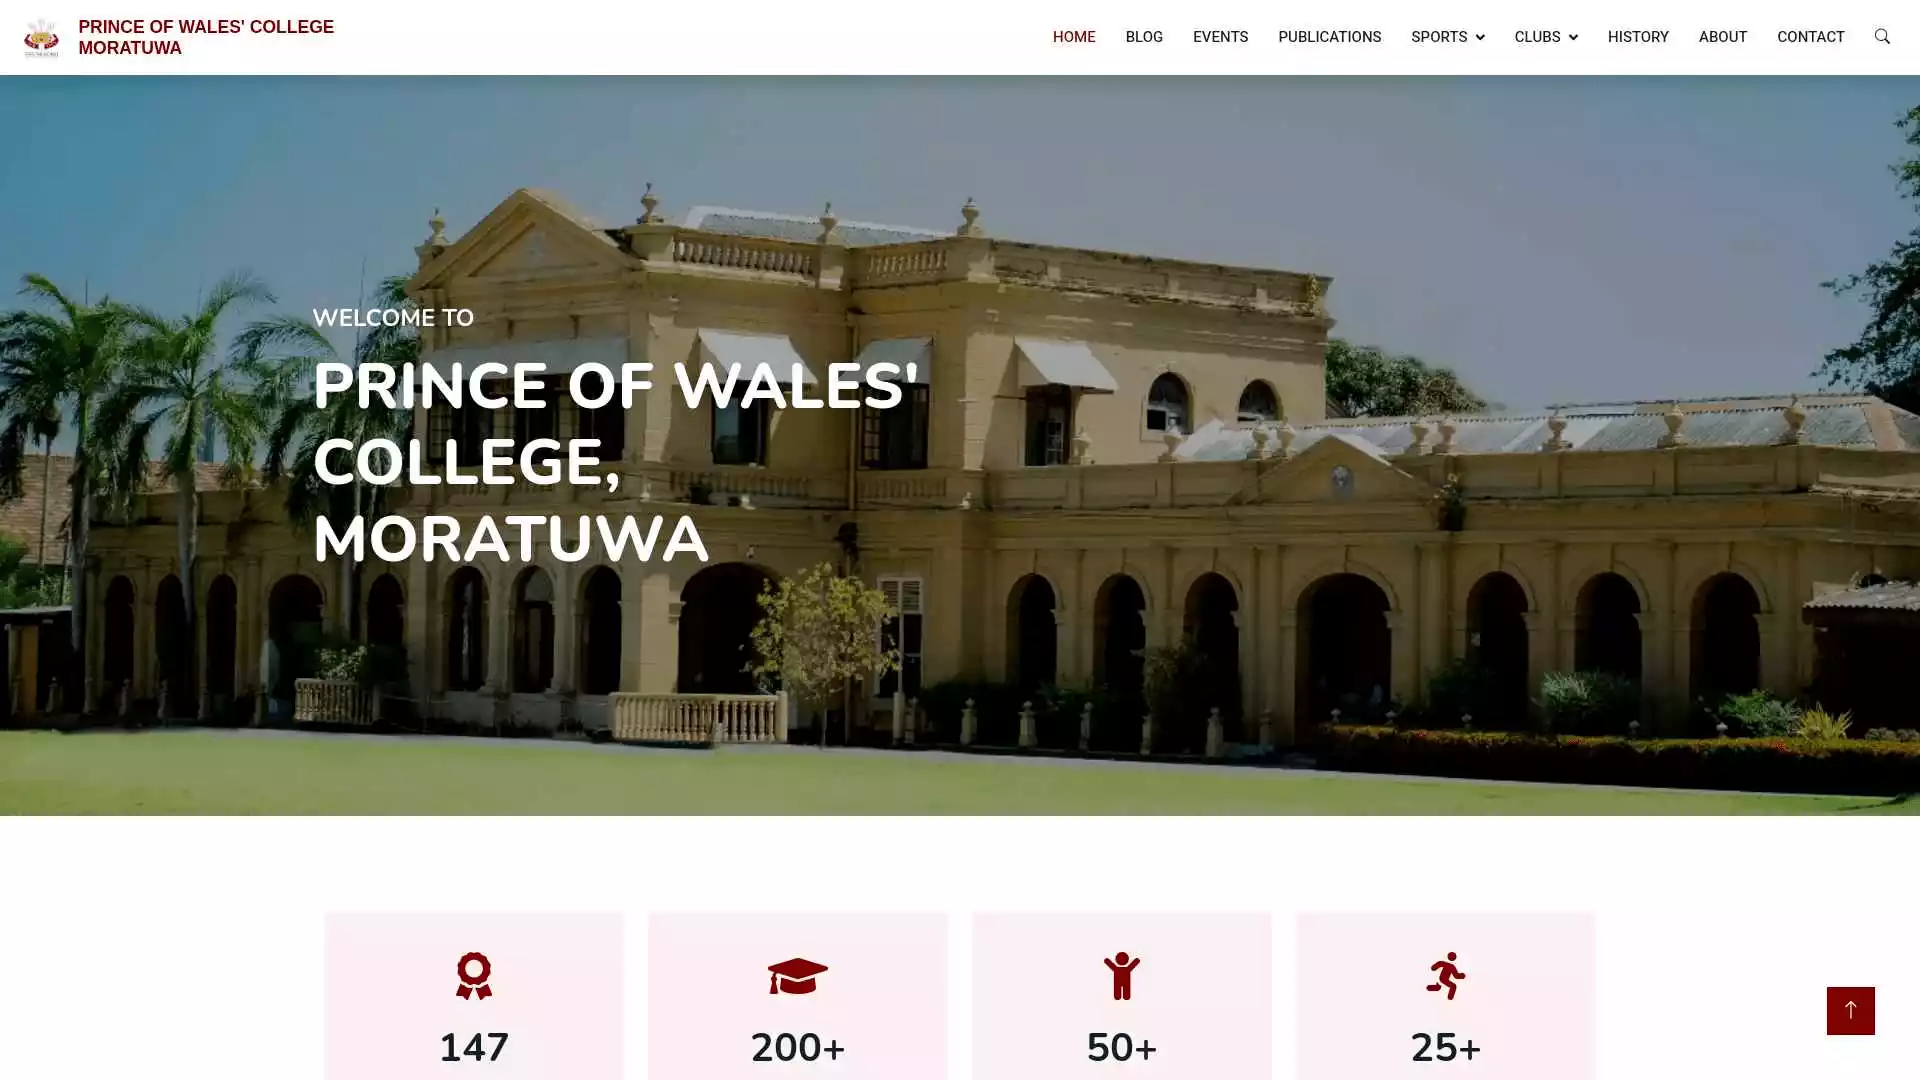 PRINCE OF WALES' COLLEGE
MORATUWA
HOME BLOG EVENTS PUBLICATIONS SPORTS CLUBS HISTORY ABOUT CONTACT
WELCOME TO
PRINCE OF WALES'
COLLEGE,
MORATUWA
147 200+ 50+ 25+